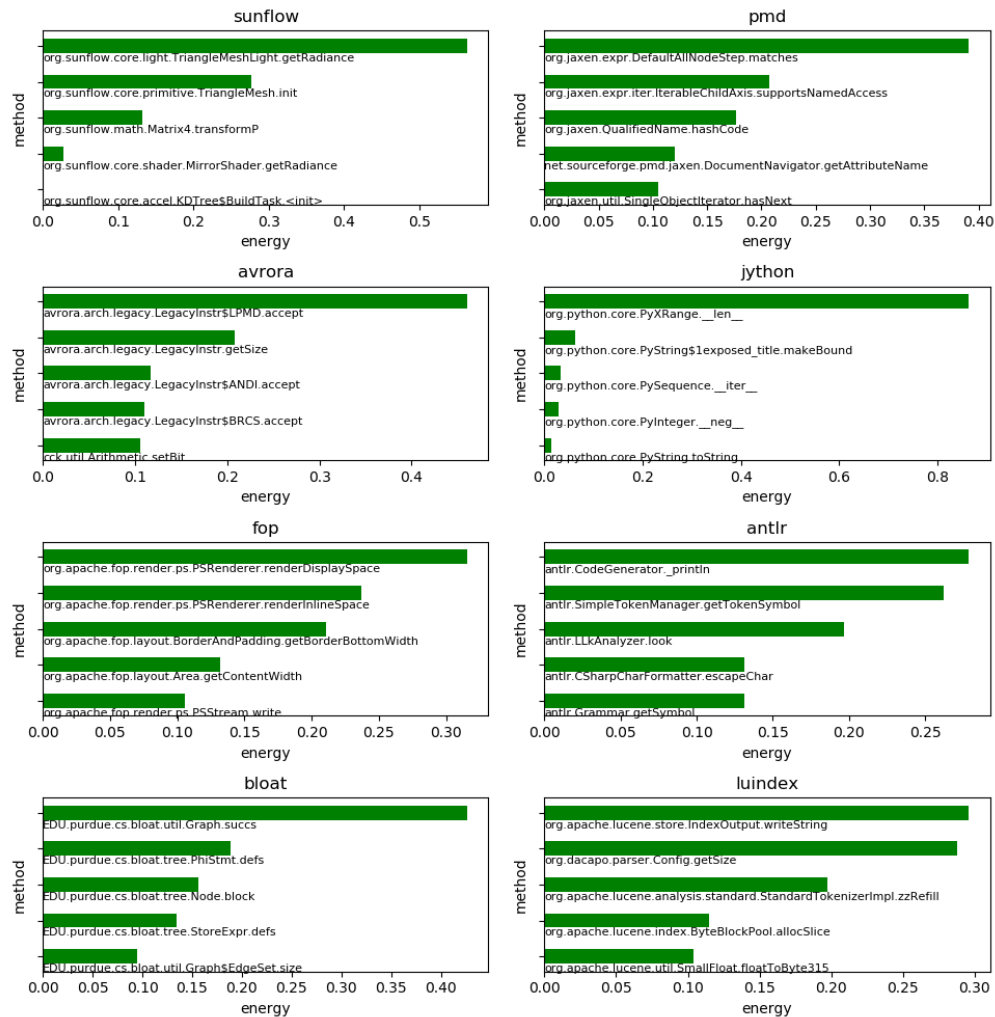 sunflow
method
org.sunflow.core.light.TriangleMeshLight.getRadiance
org.sunflow.core.primitive.TriangleMesh.init
org.sunflow.math.Matrix4.transformP
org.sunflow.core.shader.MirrorShader.getRadiance
org.sunflow.core.accel.KDTree$BuildTask.<init>
0.0 0.1 0.2 0.3 0.4 0.5
energy
pmd
method
org.jaxen.expr.DefaultAllNodeStep.matches
org.jaxen.expr.iter.IterableChildAxis.supportsNamedAccess
org.jaxen.QualifiedName.hashCode
net.sourceforge.pmd.jaxen.DocumentNavigator.getAttributeName
org.jaxen.util.SingleObjectIterator.hasNext
0.00 0.05 0.10 0.15 0.20 0.25 0.30 0.35 0.40
energy
avrora
method
avrora.arch.legacy.LegacyInstr$LPMD.accept
avrora.arch.legacy.LegacyInstr.getSize
avrora.arch.legacy.LegacyInstr$ANDI.accept
avrora.arch.legacy.LegacyInstr$BRCS.accept
cck.util.Arithmetic.setBit
0.0 0.1 0.2 0.3 0.4
energy
jython
method
org.python.core.PyXRange.__len__
org.python.core.PyString$1exposed_title.makeBound
org.python.core.PySequence.__iter__
org.python.core.PyInteger.__neg__
org.python.core.PyString.toString
0.0 0.2 0.4 0.6 0.8
energy
fop
method
org.apache.fop.render.ps.PSRenderer.renderDisplaySpace
org.apache.fop.render.ps.PSRenderer.renderInlineSpace
org.apache.fop.layout.BorderAndPadding.getBorderBottomWidth
org.apache.fop.layout.Area.getContentWidth
org.apache.fop.render.ps.PSStream.write
0.00 0.05 0.10 0.15 0.20 0.25 0.30
energy
antlr
method
antlr.CodeGenerator._println
antlr.SimpleTokenManager.getTokenSymbol
antlr.LLkAnalyzer.look
antlr.CSharpCharFormatter.escapeChar
antlr.Grammar.getSymbol
0.00 0.05 0.10 0.15 0.20 0.25
energy
bloat
method
EDU.purdue.cs.bloat.util.Graph.succs
EDU.purdue.cs.bloat.tree.PhiStmt.defs
EDU.purdue.cs.bloat.tree.Node.block
EDU.purdue.cs.bloat.tree.StoreExpr.defs
EDU.purdue.cs.bloat.util.Graph$EdgeSet.size
0.00 0.05 0.10 0.15 0.20 0.25 0.30 0.35 0.40
energy
luindex
method
org.apache.lucene.store.IndexOutput.writeString
org.dacapo.parser.Config.getSize
org.apache.lucene.analysis.standard.StandardTokenizerImpl.zzRefill
org.apache.lucene.index.ByteBlockPool.allocSlice
org.apache.lucene.util.SmallFloat.floatToByte315
0.00 0.05 0.10 0.15 0.20 0.25 0.30
energy